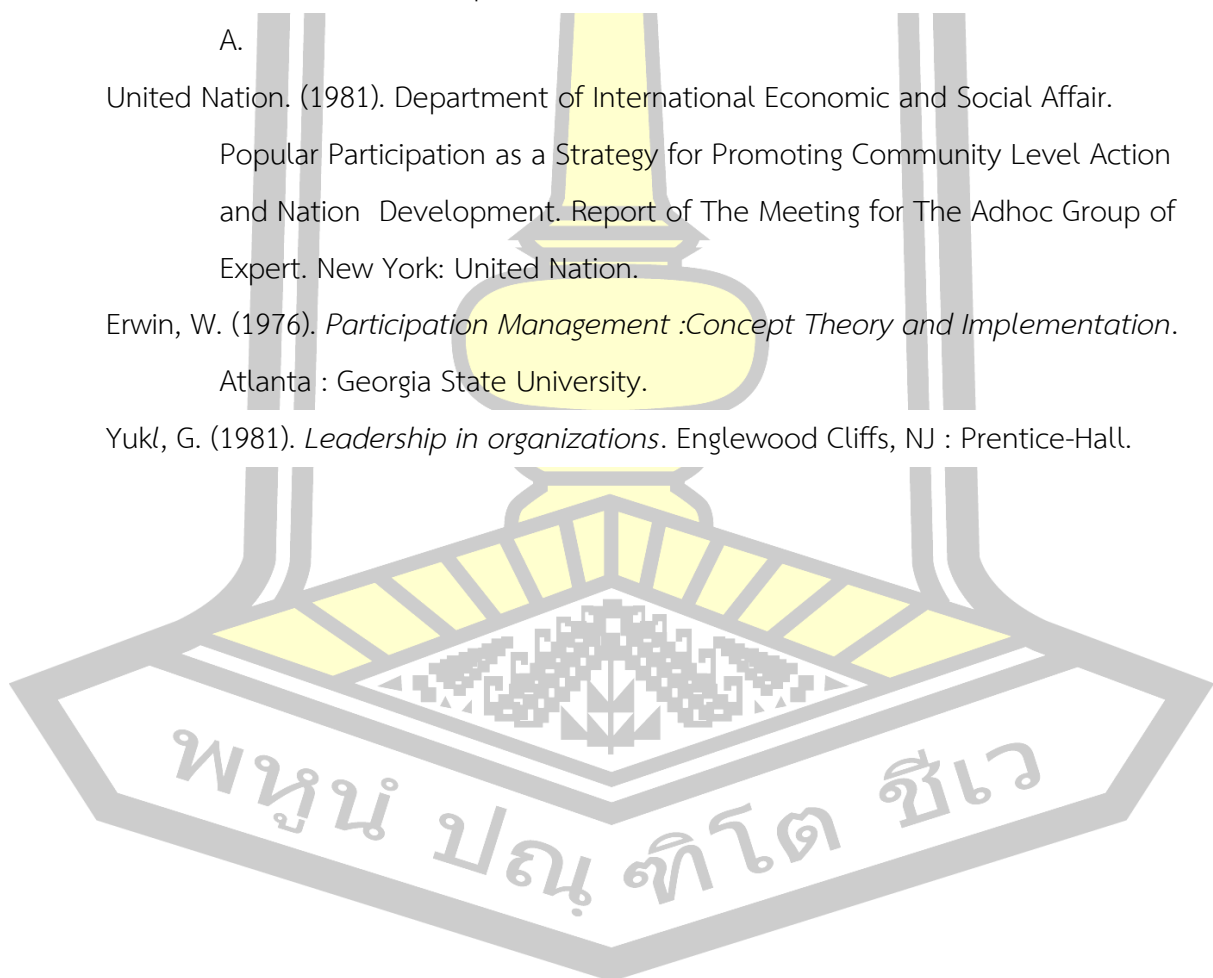 A.
United Nation. (1981). Department of International Economic and Social Affair.
Popular Participation as a Strategy for Promoting Community Level Action
and Nation  Development. Report of The Meeting for The Adhoc Group of
Expert. New York: United Nation.
Erwin, W. (1976). Participation Management :Concept Theory and Implementation.
Atlanta : Georgia State University.
Yukl, G. (1981). Leadership in organizations. Englewood Cliffs, NJ : Prentice-Hall.
พหูนํ ปณฺฑิโต ชีเว